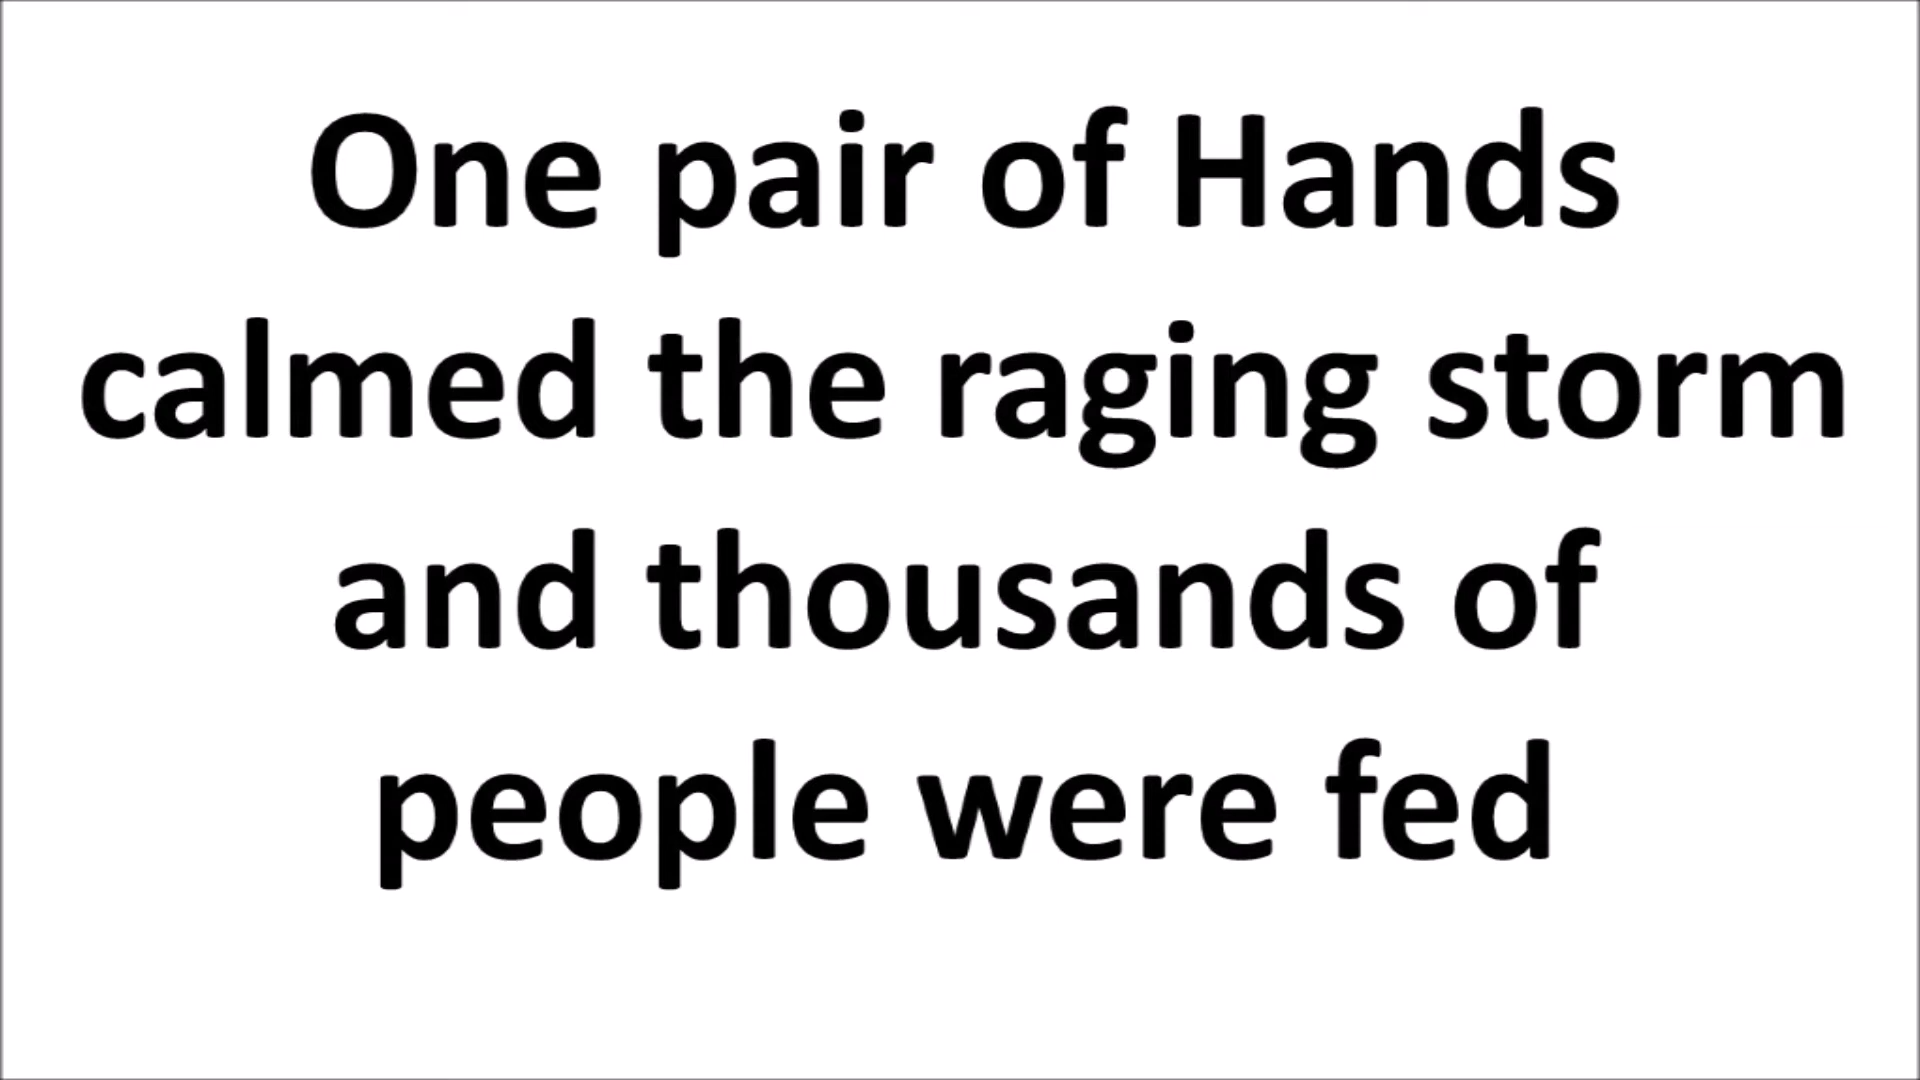 One pair of Hands
calmed the raging storm
and thousands of
people were fed